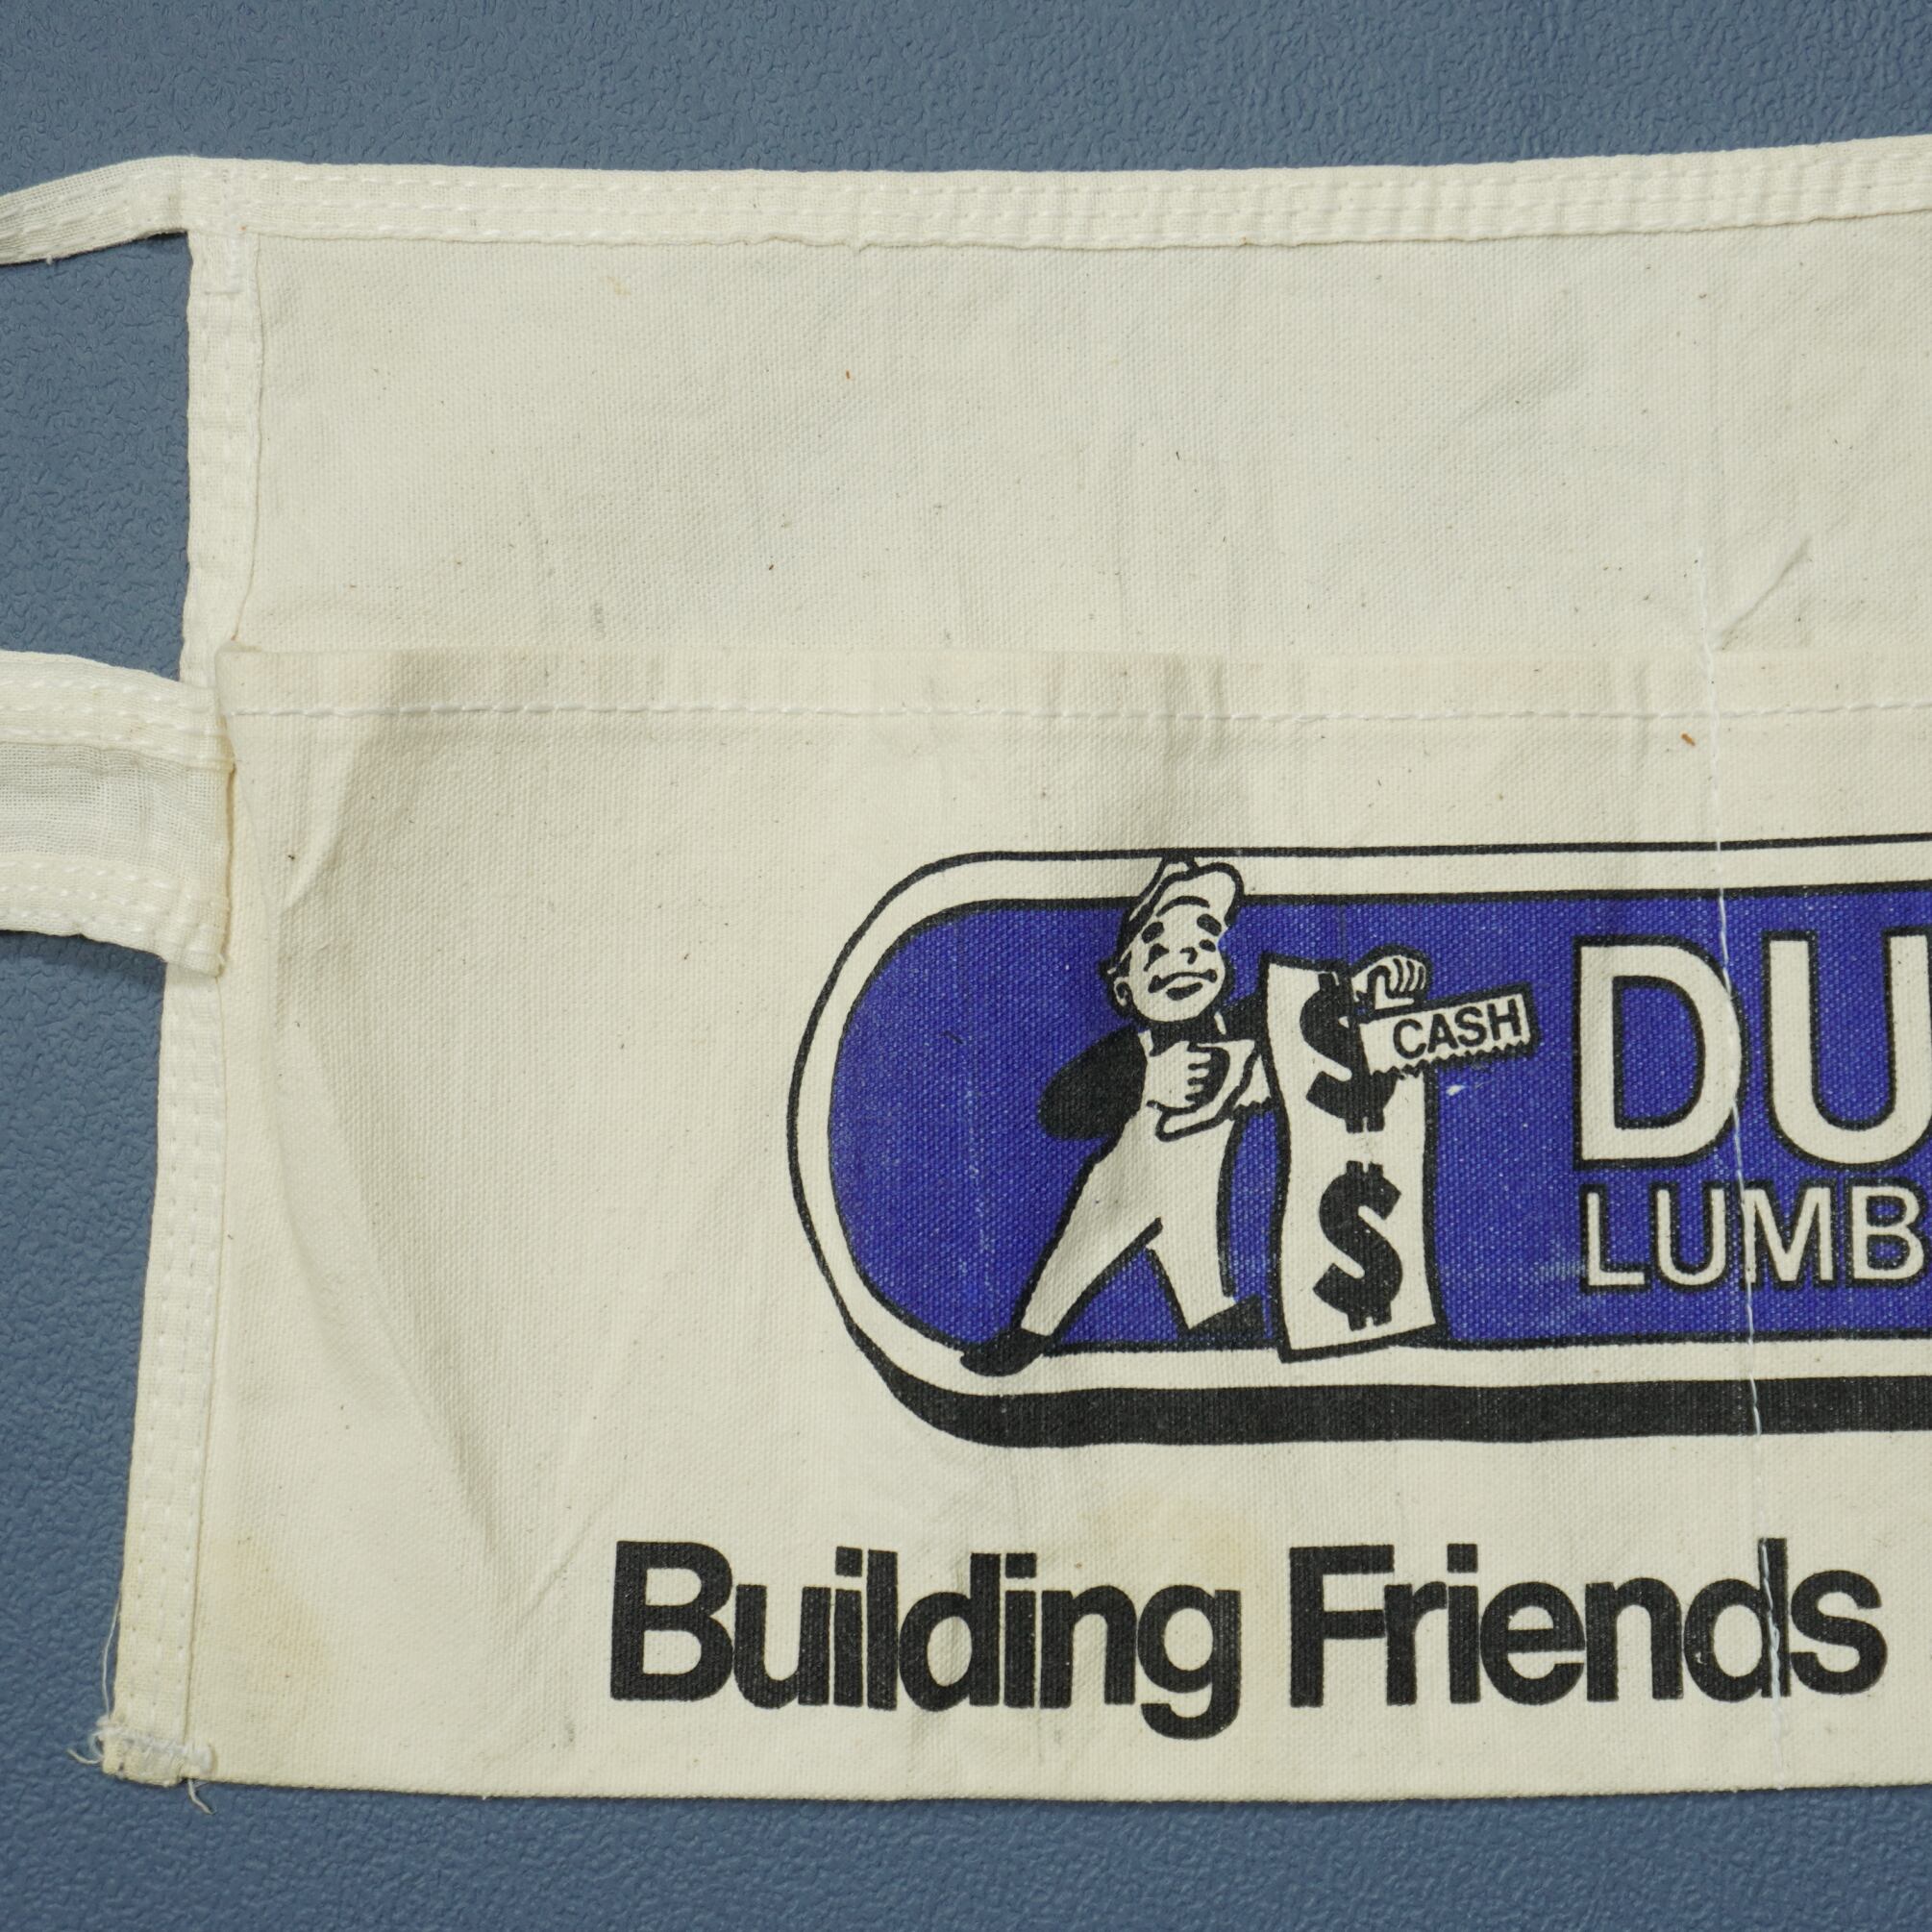 $ CASH
$
DU
LUMB
Building Friends